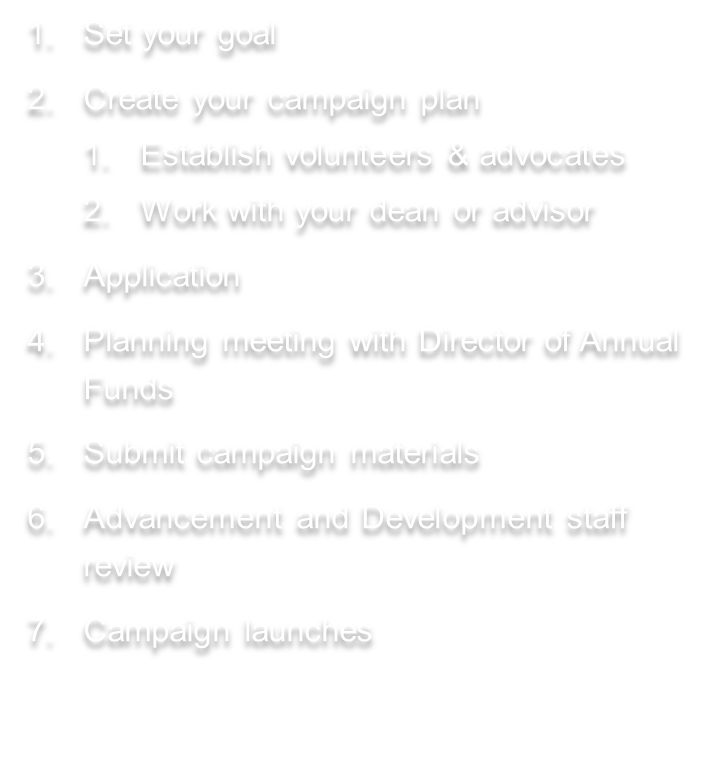 1. Set your goal
2. Create your campaign plan
1. Establish volunteers & advocates
2. Work with your dean or advisor
3. Application
4. Planning meeting with Director of Annual
Funds
5. Submit campaign materials
6. Advancement and Development staff
review
7. Campaign launches